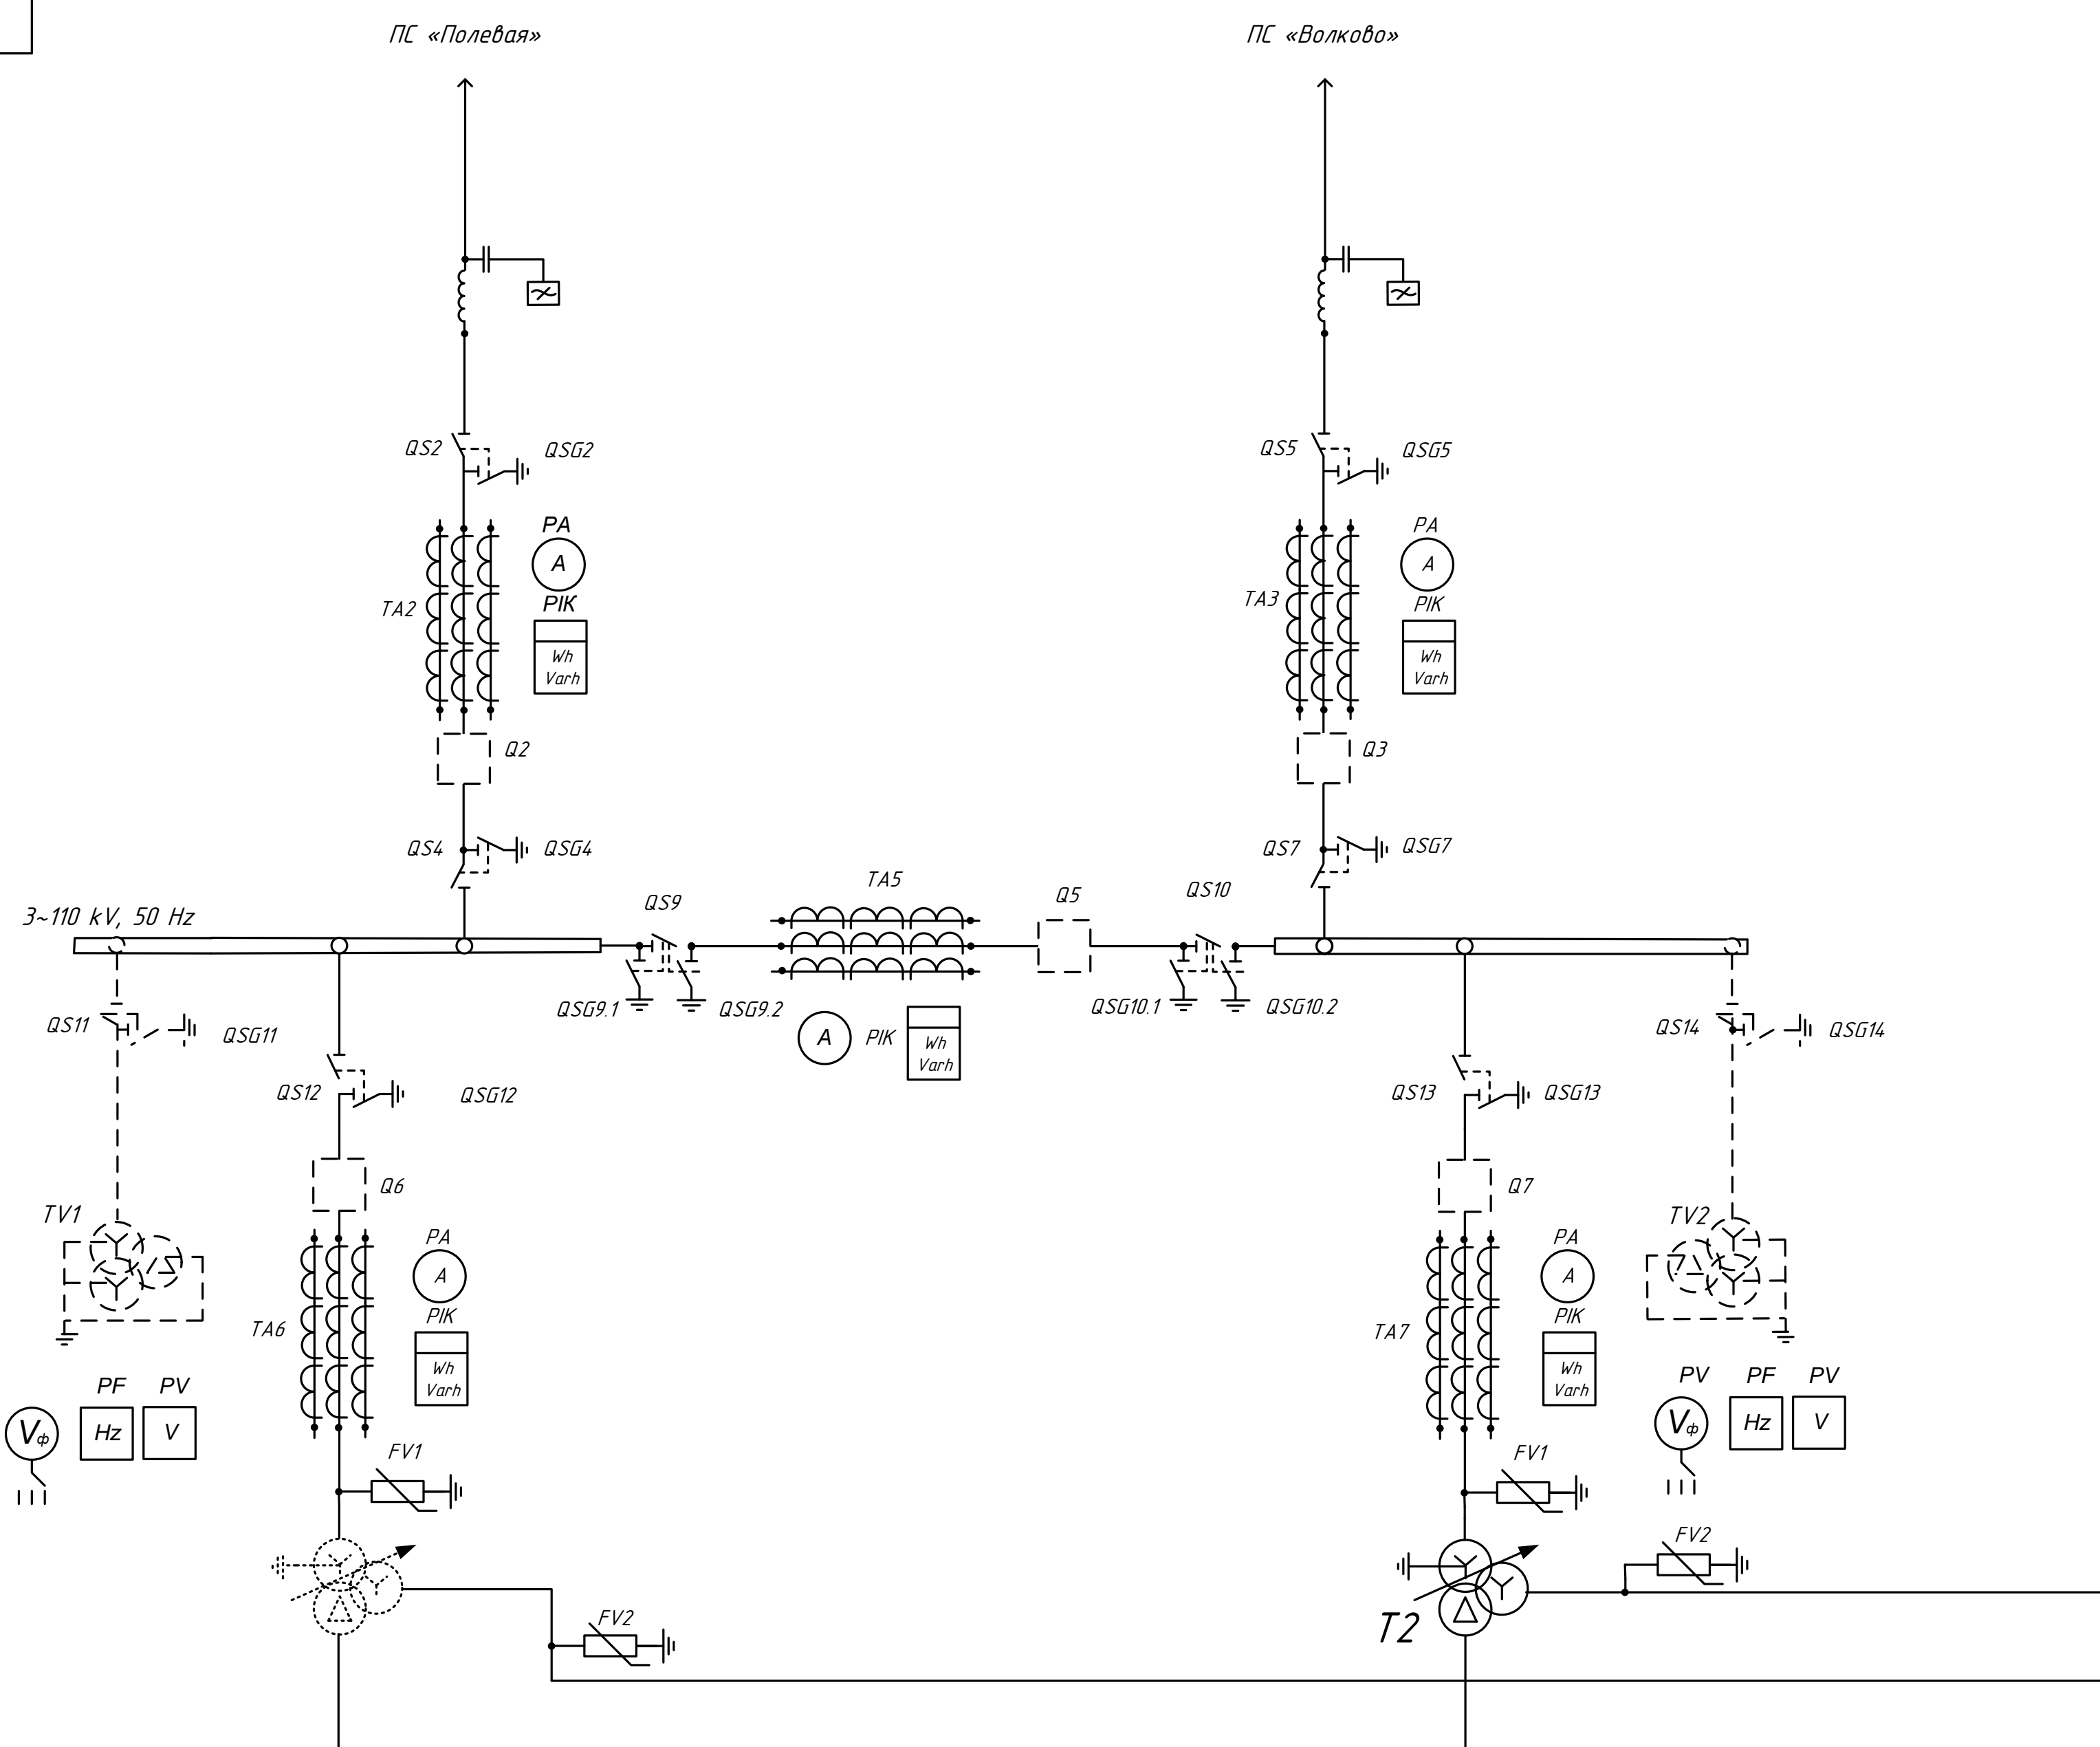 ПС «Полевая»
ПС «Волково»
QS2
QSG2
QS5
QSG5
PA
A
PIK
TA2
Wh
Varh
PA
A
PIK
TA3
Wh
Varh
Q2
Q3
QS4
QSG4
QS7
QSG7
3~110 kV, 50 Hz
QS9
TA5
Q5
QS10
QSG9.1
QSG9.2
QSG10.1
QSG10.2
A
PIK
Wh
Varh
QS11
QSG11
QS14
QSG14
QS12
QSG12
QS13
QSG13
Q6
Q7
TV1
TV2
PA
A
PIK
TA6
Wh
Varh
PA
A
PIK
TA7
Wh
Varh
PF
PV
Vф
Hz
V
PV
PF
PV
Vф
Hz
V
FV1
FV1
FV2
FV2
T2